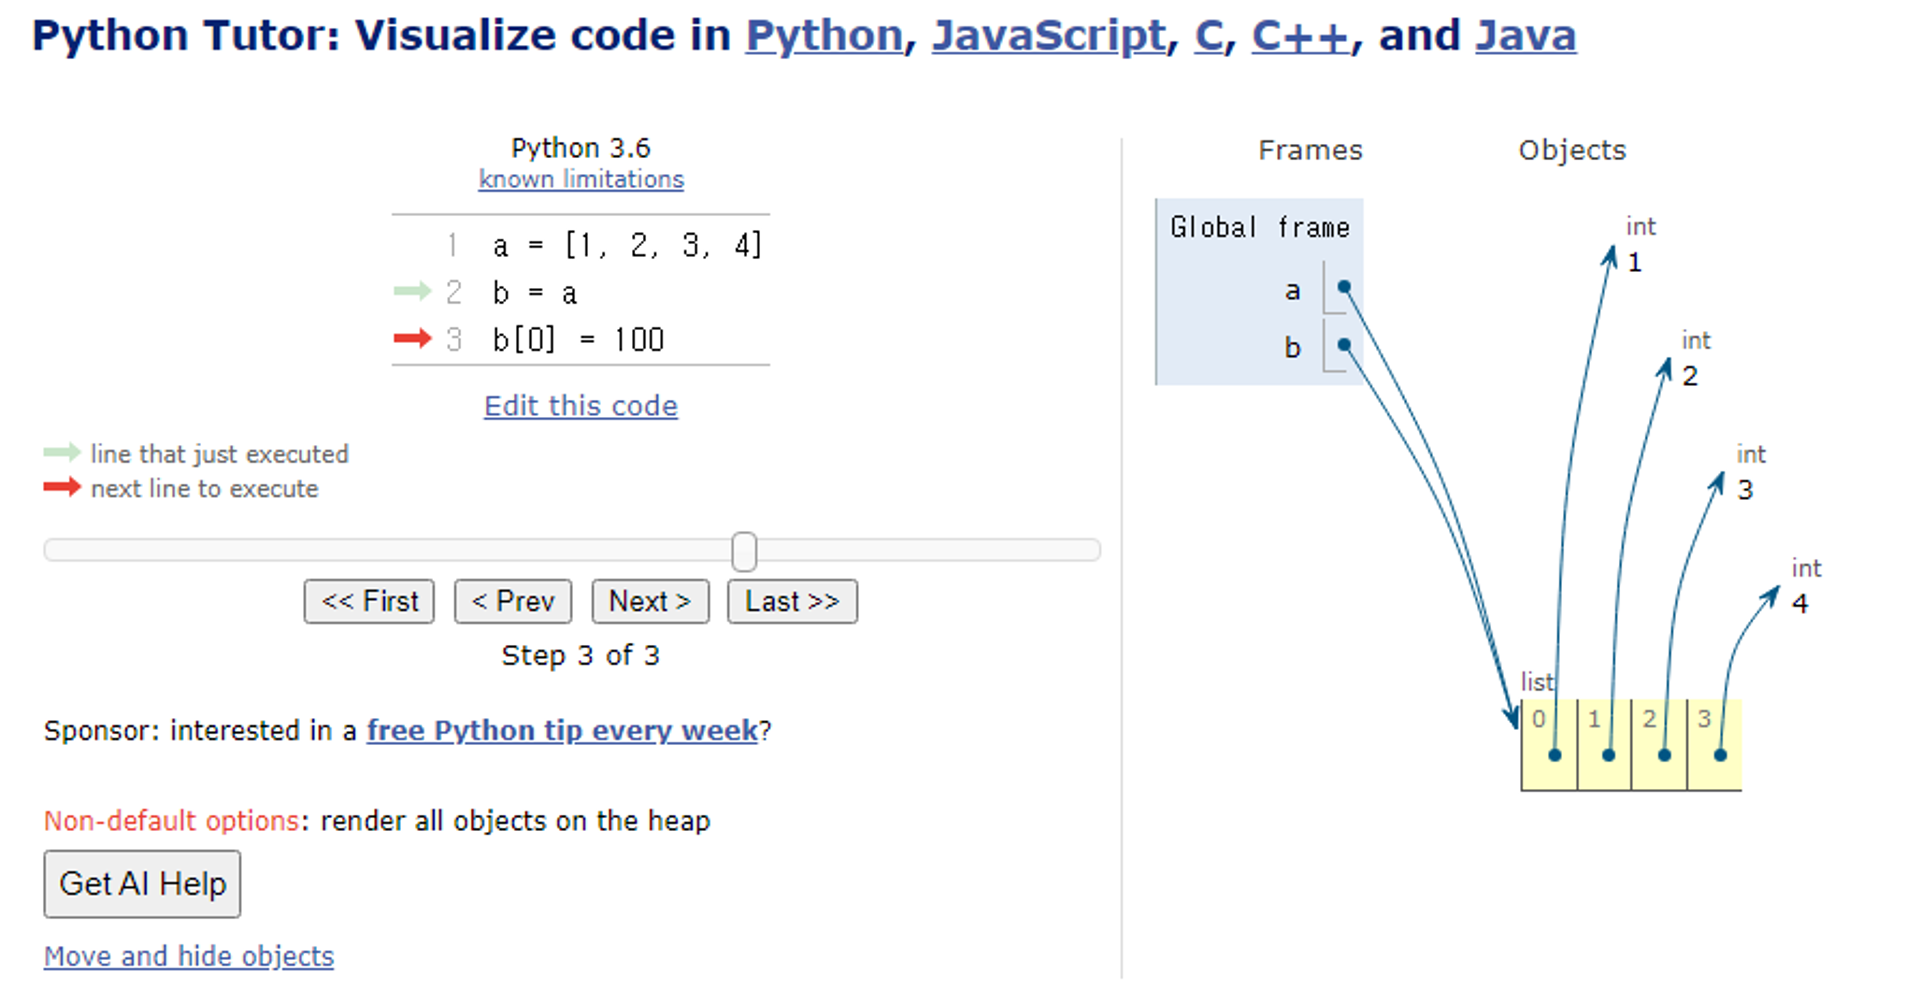 Python Tutor: Visualize code in Python, JavaScript, C, C++, and Java
Python 3.6
known limitations
1 a = [1, 2, 3, 4]
2 b = a
3 b[0] = 100
Edit this code
line that just executed
next line to execute
<< First < Prev Next > Last >>
Step 3 of 3
Sponsor: interested in a free Python tip every week?
Non-default options: render all objects on the heap
Get AI Help
Move and hide objects
Frames Objects
Global frame
a
b
int
1
int
2
int
3
int
4
list
0 1 2 3